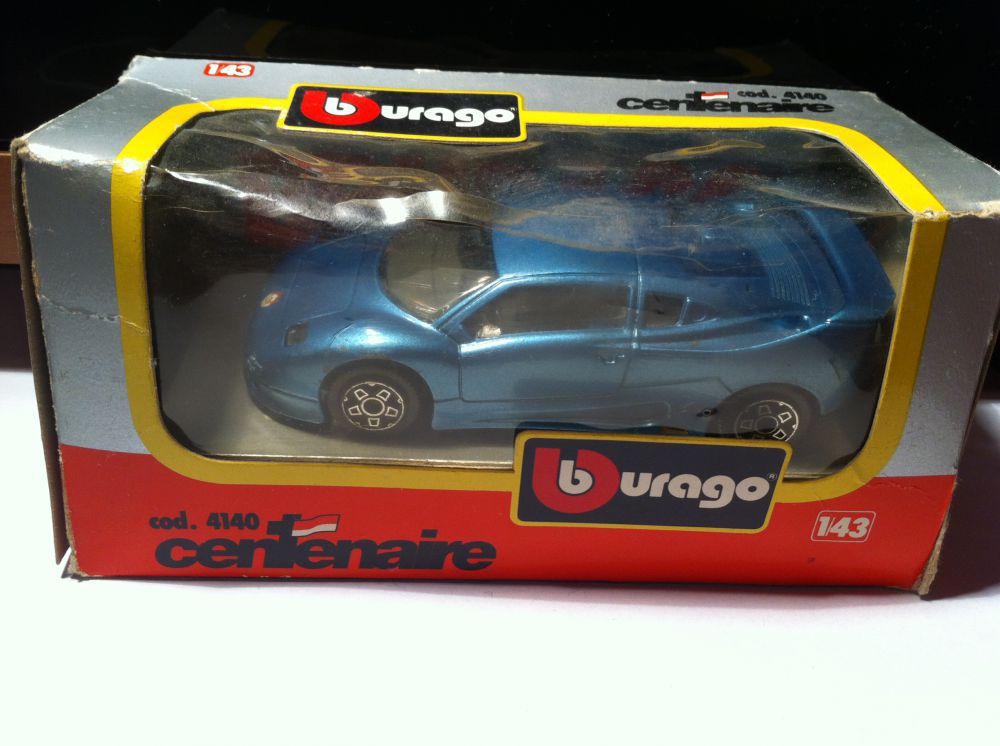 1/43
burago
cod. 4140
centenaire
burago
cod. 4140
centenaire
1/43